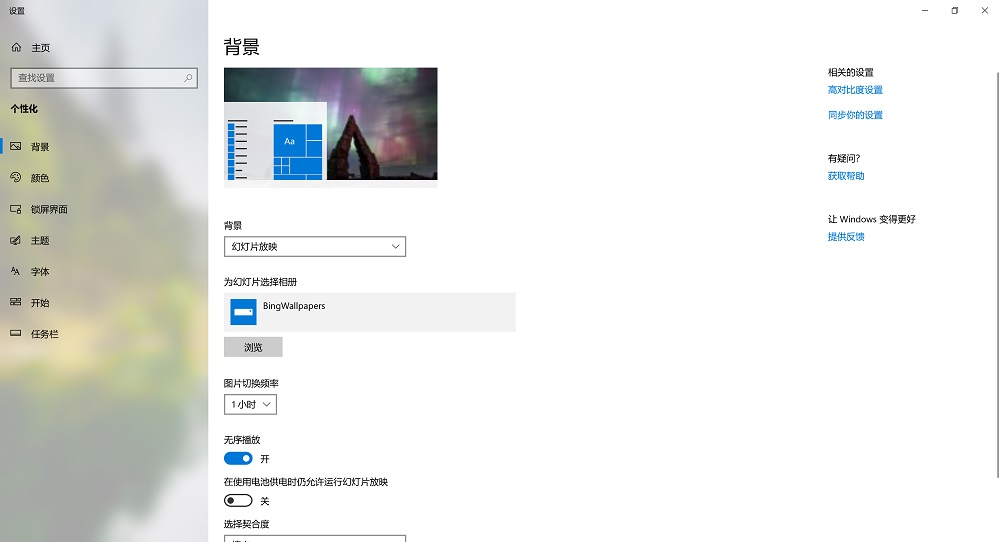 设置
主页
查找设置
个性化
背景
颜色
锁屏界面
主题
字体
开始
任务栏
背景
Aa
背景
幻灯片放映
为幻灯片选择相册
BingWallpapers
浏览
图片切换频率
1 小时
无序播放
开
在使用电池供电时仍允许运行幻灯片放映
关
选择契合度
相关的设置
高对比度设置
同步你的设置
有疑问?
获取帮助
让 Windows 变得更好
提供反馈